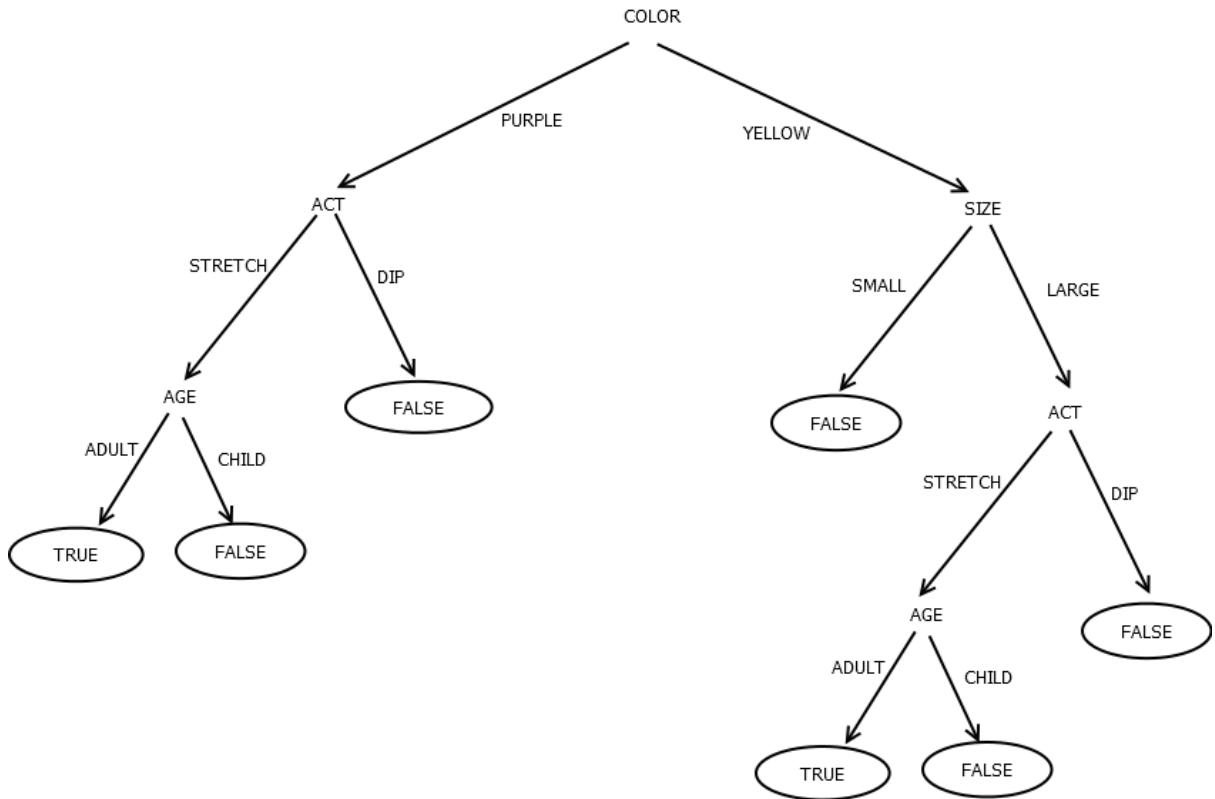 COLOR
PURPLE
YELLOW
ACT
SIZE
STRETCH
DIP
SMALL
LARGE
AGE
FALSE
FALSE
ACT
ADULT
CHILD
STRETCH
DIP
TRUE
FALSE
AGE
FALSE
ADULT
CHILD
TRUE
FALSE